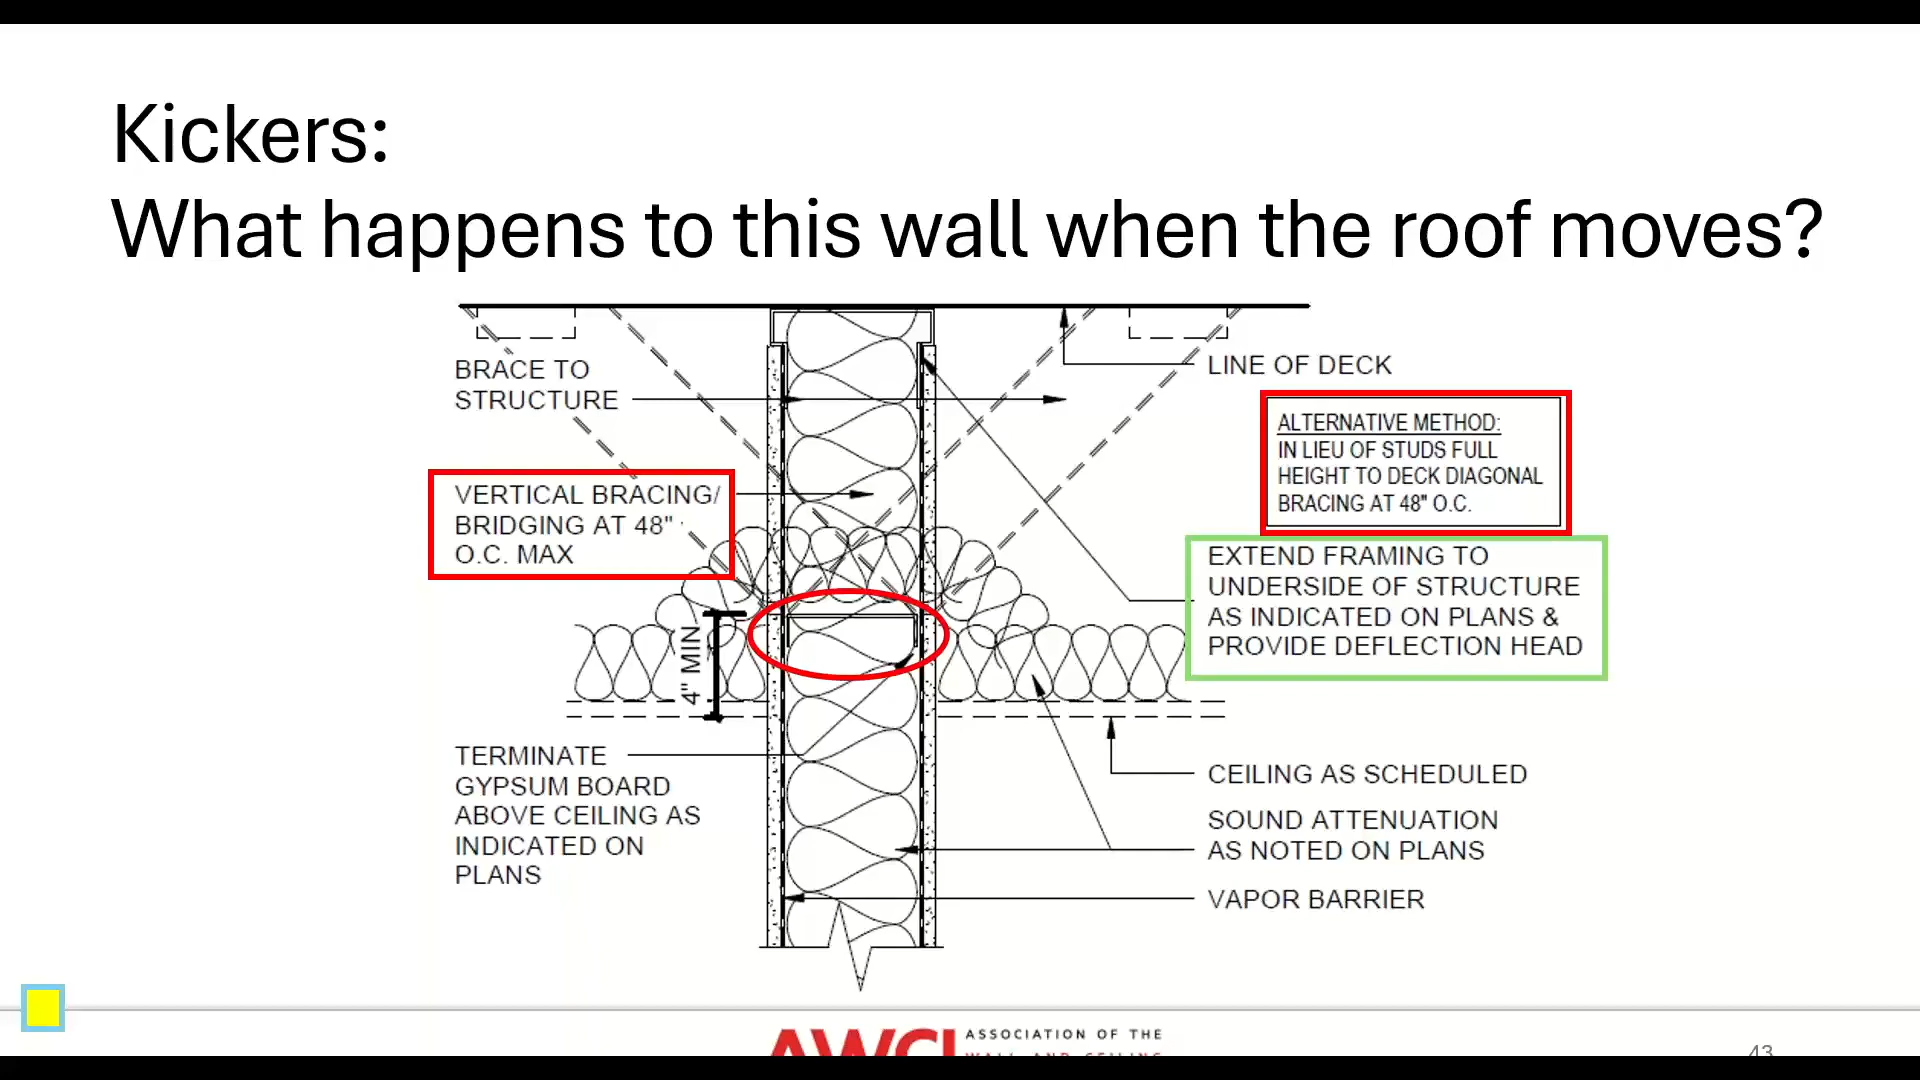 Kickers:
What happens to this wall when the roof moves?
BRACE TO
STRUCTURE
LINE OF DECK
ALTERNATIVE METHOD:
IN LIEU OF STUDS FULL
HEIGHT TO DECK DIAGONAL
BRACING AT 48" O.C.
VERTICAL BRACING/
BRIDGING AT 48"
O.C. MAX
EXTEND FRAMING TO
UNDERSIDE OF STRUCTURE
AS INDICATED ON PLANS &
PROVIDE DEFLECTION HEAD
4" MIN
TERMINATE
GYPSUM BOARD
ABOVE CEILING AS
INDICATED ON
PLANS
CEILING AS SCHEDULED
SOUND ATTENUATION
AS NOTED ON PLANS
VAPOR BARRIER
AWCI
ASSOCIATION OF THE
WALL AND CEILING
43